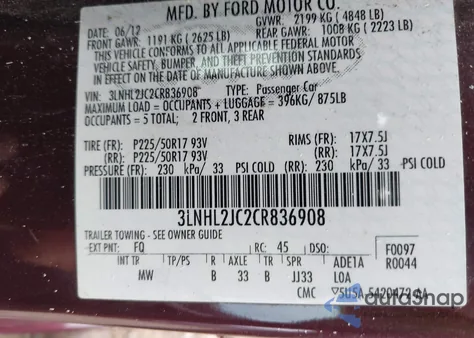 MFD. BY FORD MOTOR CO.
DATE: 06/12 GVWR: 2199 KG ( 4848 LB)
FRONT GAWR: 1191 KG ( 2625 LB) REAR GAWR: 1008 KG ( 2223 LB)
THIS VEHICLE CONFORMS TO ALL APPLICABLE FEDERAL MOTOR
VEHICLE SAFETY, BUMPER, AND THEFT PREVENTION STANDARDS
IN EFFECT ON THE DATE OF MANUFACTURE SHOWN ABOVE.
VIN: 3LNHL2JC2CR836908 TYPE: Passenger Car
MAXIMUM LOAD = OCCUPANTS + LUGGAGE = 396KG/ 875LB
OCCUPANTS = 5 TOTAL; 2 FRONT, 3 REAR
TIRE (FR): P225/50R17 93V RIMS (FR): 17X7.5J
(RR): P225/50R17 93V (RR): 17X7.5J
PRESSURE (FR): 230 kPa/ 33 PSI COLD (RR): 230 kPa/ 33 PSI COLD
3LNHL2JC2CR836908
TRAILER TOWING - SEE OWNER GUIDE
EXT PNT: FQ RC: 45 DSO: F0097
INT TR TP/PS R AXLE TR SPR ADE1A R0044
MW B 33 B JJ33 LOA
CMC 5U5A-5420472-AA
autosnap